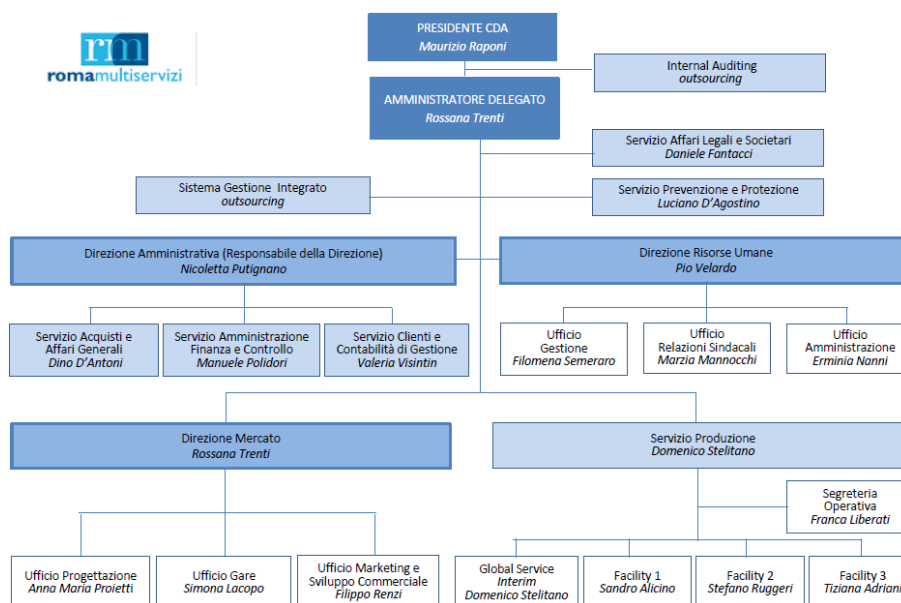 PRESIDENTE CDA
Maurizio Raponi
rm
romamultiservizi
Internal Auditing
outsourcing
AMMINISTRATORE DELEGATO
Rossana Trenti
Servizio Affari Legali e Societari
Daniele Fantacci
Sistema Gestione Integrato
outsourcing
Servizio Prevenzione e Protezione
Luciano D'Agostino
Direzione Amministrativa (Responsabile della Direzione)
Nicoletta Putignano
Direzione Risorse Umane
Pio Velardo
Servizio Acquisti e
Affari Generali
Dino D'Antoni
Servizio Amministrazione
Finanza e Controllo
Manuele Polidori
Servizio Clienti e
Contabilità di Gestione
Valeria Visintin
Ufficio
Gestione
Filomena Semeraro
Ufficio
Relazioni Sindacali
Marzia Mannocchi
Ufficio
Amministrazione
Erminia Nanni
Direzione Mercato
Rossana Trenti
Servizio Produzione
Domenico Stelitano
Segreteria
Operativa
Franca Liberati
Ufficio Progettazione
Anna Maria Proietti
Ufficio Gare
Simona Lacopo
Ufficio Marketing e
Sviluppo Commerciale
Filippo Renzi
Global Service
Interim
Domenico Stelitano
Facility 1
Sandro Alicino
Facility 2
Stefano Ruggeri
Facility 3
Tiziana Adriani